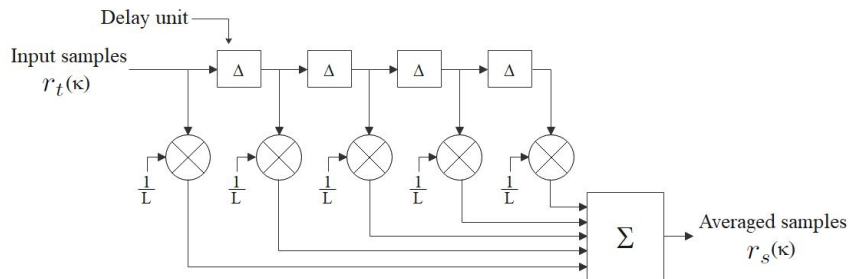 Delay unit
Input samples
r_t(κ)
Δ Δ Δ Δ
1/L 1/L 1/L 1/L 1/L
Σ
Averaged samples
r_s(κ)